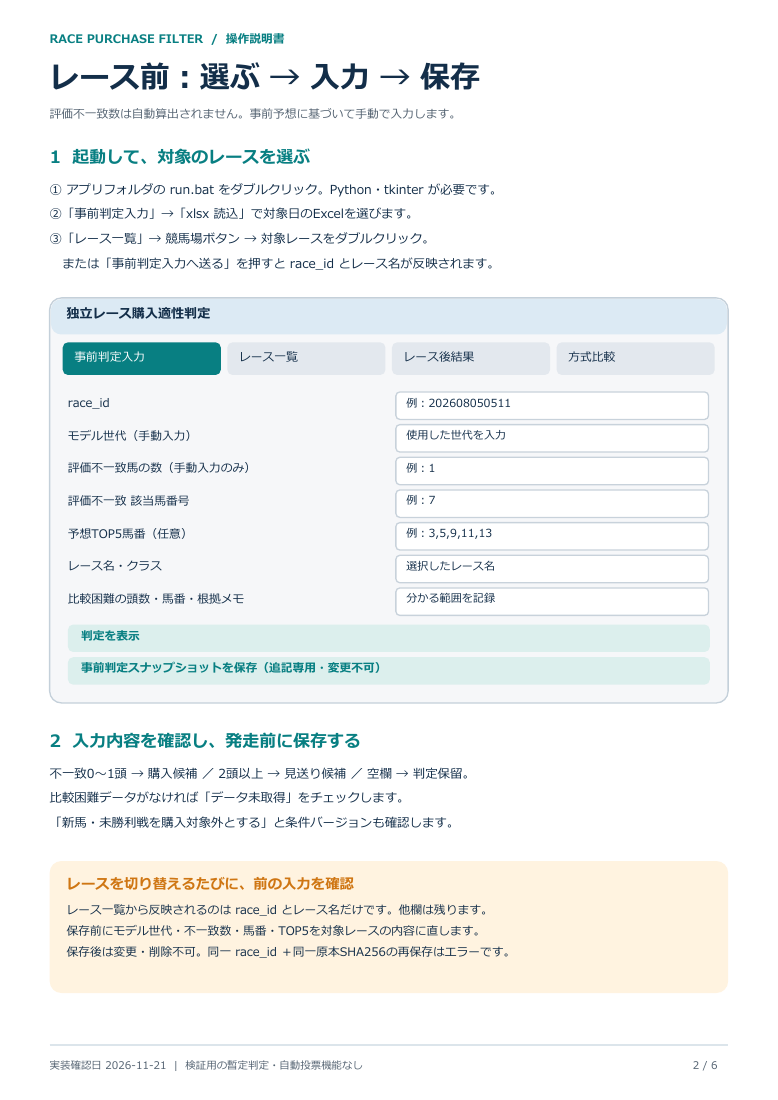 RACE PURCHASE FILTER / 操作説明書
レース前：選ぶ → 入力 → 保存
評価不一致数は自動算出されません。事前予想に基づいて手動で入力します。
1 起動して、対象のレースを選ぶ
① アプリフォルダの run.bat をダブルクリック。Python・tkinter が必要です。
②「事前判定入力」→「xlsx 読込」で対象日のExcelを選びます。
③「レース一覧」→ 競馬場ボタン → 対象レースをダブルクリック。
または「事前判定入力へ送る」を押すと race_id とレース名が反映されます。
独立レース購入適性判定
事前判定入力 レース一覧 レース後結果 方式比較
race_id 例：202608050511
モデル世代（手動入力） 使用した世代を入力
評価不一致馬の数（手動入力のみ） 例：1
評価不一致 該当馬番号 例：7
予想TOP5馬番（任意） 例：3,5,9,11,13
レース名・クラス 選択したレース名
比較困難の頭数・馬番・根拠メモ 分かる範囲を記録
判定を表示
事前判定スナップショットを保存（追記専用・変更不可）
2 入力内容を確認し、発走前に保存する
不一致0～1頭 → 購入候補 ／ 2頭以上 → 見送り候補 ／ 空欄 → 判定保留。
比較困難データがなければ「データ未取得」をチェックします。
「新馬・未勝利戦を購入対象外とする」と条件バージョンも確認します。
レースを切り替えるたびに、前の入力を確認
レース一覧から反映されるのは race_id とレース名だけです。他欄は残ります。
保存前にモデル世代・不一致数・馬番・TOP5を対象レースの内容に直します。
保存後は変更・削除不可。同一 race_id ＋同一原本SHA256の再保存はエラーです。
実装確認日 2026-11-21 | 検証用の暫定判定・自動投票機能なし 2 / 6